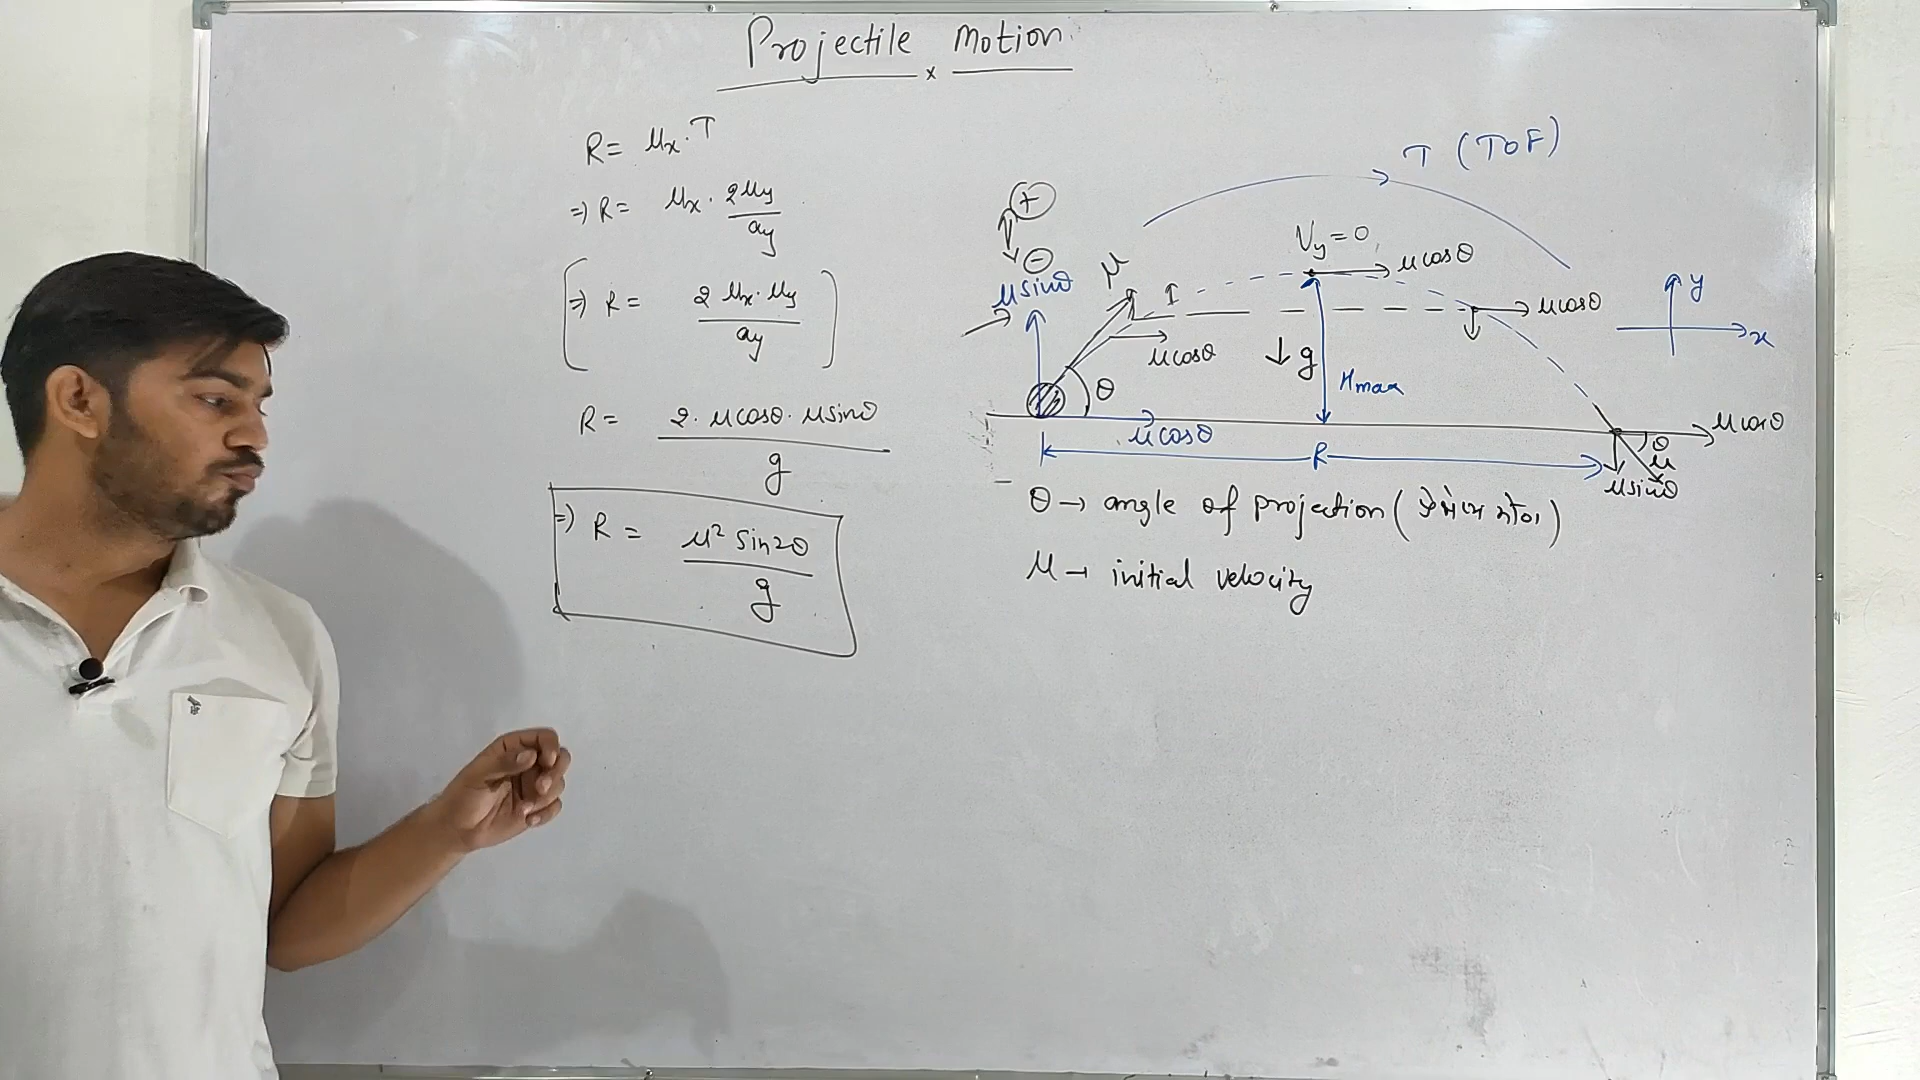 Projectile x Motion
R = ux . T
=) R = ux . 2uy / ay
=) R = 2 ux . uy / ay
R = 2 . u cosθ . u sinθ / g
=) R = u² sin2θ / g
T (TOF)
+
-
u sinθ
u
Vy = 0
u cosθ
u cosθ
y
x
u cosθ
g
Hmax
θ
u cosθ
R
u cosθ
θ
u
u sinθ
θ → angle of projection (
u → initial velocity